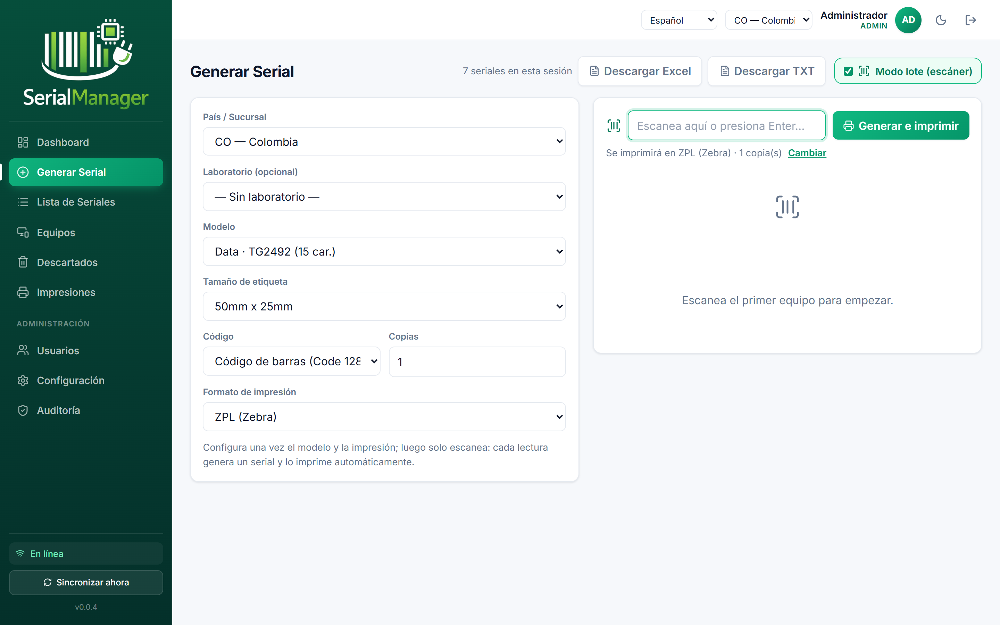 SerialManager
Dashboard
Generar Serial
Lista de Seriales
Equipos
Descartados
Impresiones
ADMINISTRACIÓN
Usuarios
Configuración
Auditoría
En línea
Sincronizar ahora
v0.0.4
Español
CO — Colombi
Administrador
ADMIN
AD
Generar Serial
7 seriales en esta sesión
Descargar Excel
Descargar TXT
Modo lote (escáner)
País / Sucursal
CO — Colombia
Laboratorio (opcional)
— Sin laboratorio —
Modelo
Data · TG2492 (15 car.)
Tamaño de etiqueta
50mm x 25mm
Código
Copias
Código de barras (Code 128
1
Formato de impresión
ZPL (Zebra)
Configura una vez el modelo y la impresión; luego solo escanea: cada lectura
genera un serial y lo imprime automáticamente.
Escanea aquí o presiona Enter...
Generar e imprimir
Se imprimirá en ZPL (Zebra) · 1 copia(s) Cambiar
Escanea el primer equipo para empezar.